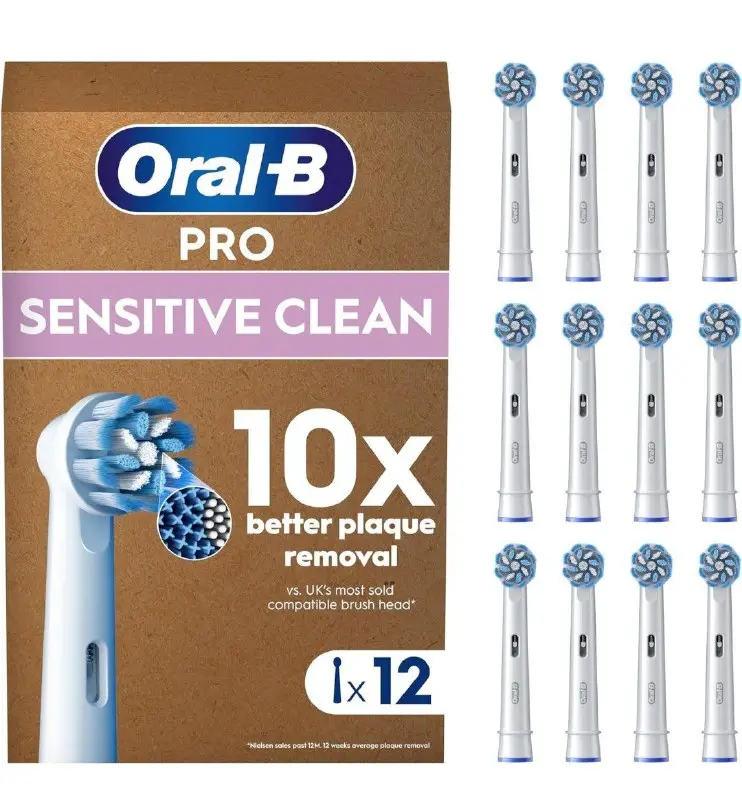 Oral-B
PRO
SENSITIVE CLEAN
10x
better plaque
removal
vs. UK's most sold
compatible brush head*
x 12
*Nielsen sales past 12M. 12 weeks average plaque removal